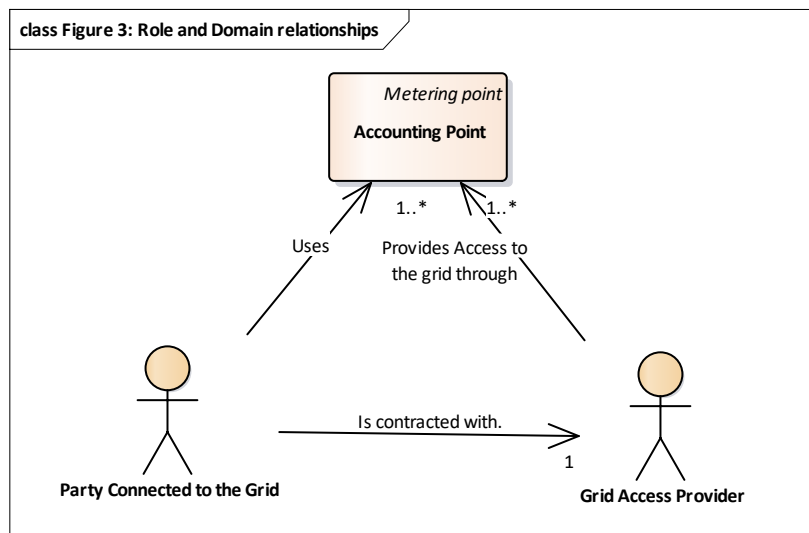 class Figure 3: Role and Domain relationships
Metering point
Accounting Point
1..*
1..*
Uses
Provides Access to
the grid through
Is contracted with.
1
Party Connected to the Grid
Grid Access Provider